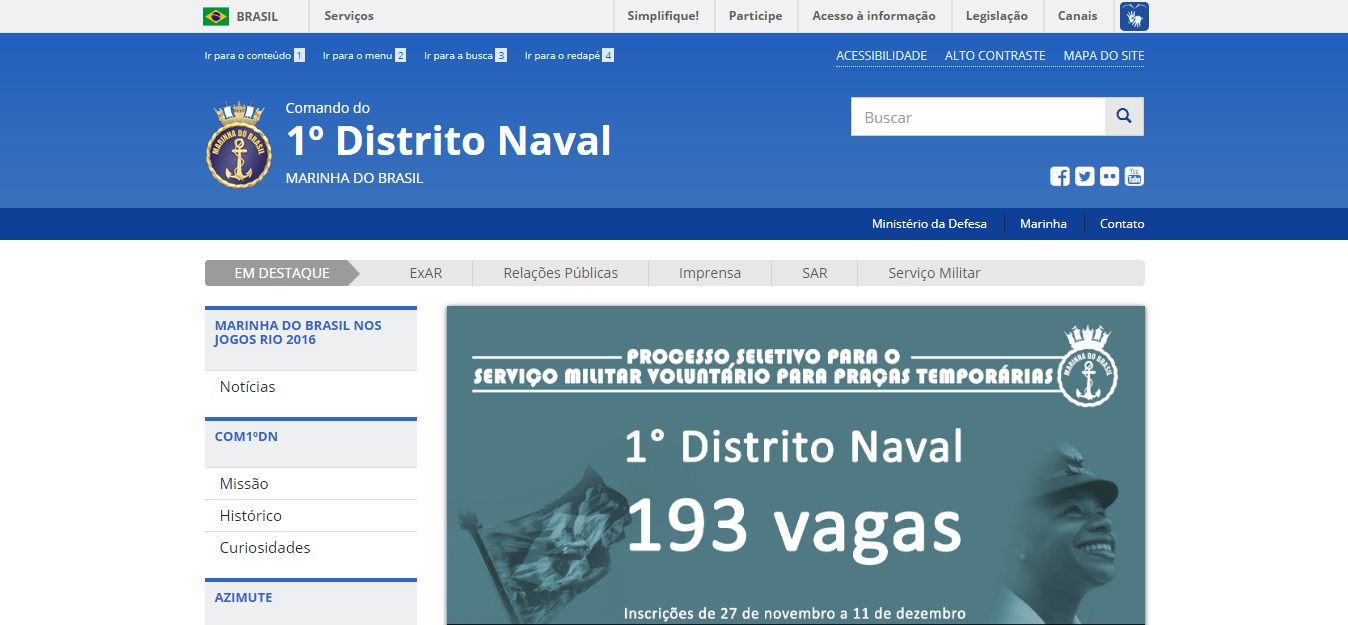 BRASIL Serviços Simplifique! Participe Acesso à informação Legislação Canais
Ir para o conteúdo 1 Ir para o menu 2 Ir para a busca 3 Ir para o redapé 4 ACESSIBILIDADE ALTO CONTRASTE MAPA DO SITE
Comando do
1º Distrito Naval
MARINHA DO BRASIL
MARINHA DO BRASIL
Buscar
You Tube
Ministério da Defesa Marinha Contato
EM DESTAQUE ExAR Relações Públicas Imprensa SAR Serviço Militar
MARINHA DO BRASIL NOS
JOGOS RIO 2016
Notícias
COM1ºDN
Missão
Histórico
Curiosidades
AZIMUTE
PROCESSO SELETIVO PARA O
SERVIÇO MILITAR VOLUNTÁRIO PARA PRAÇAS TEMPORÁRIAS
MARINHA DO BRASIL
1° Distrito Naval
193 vagas
Inscrições de 27 de novembro a 11 de dezembro